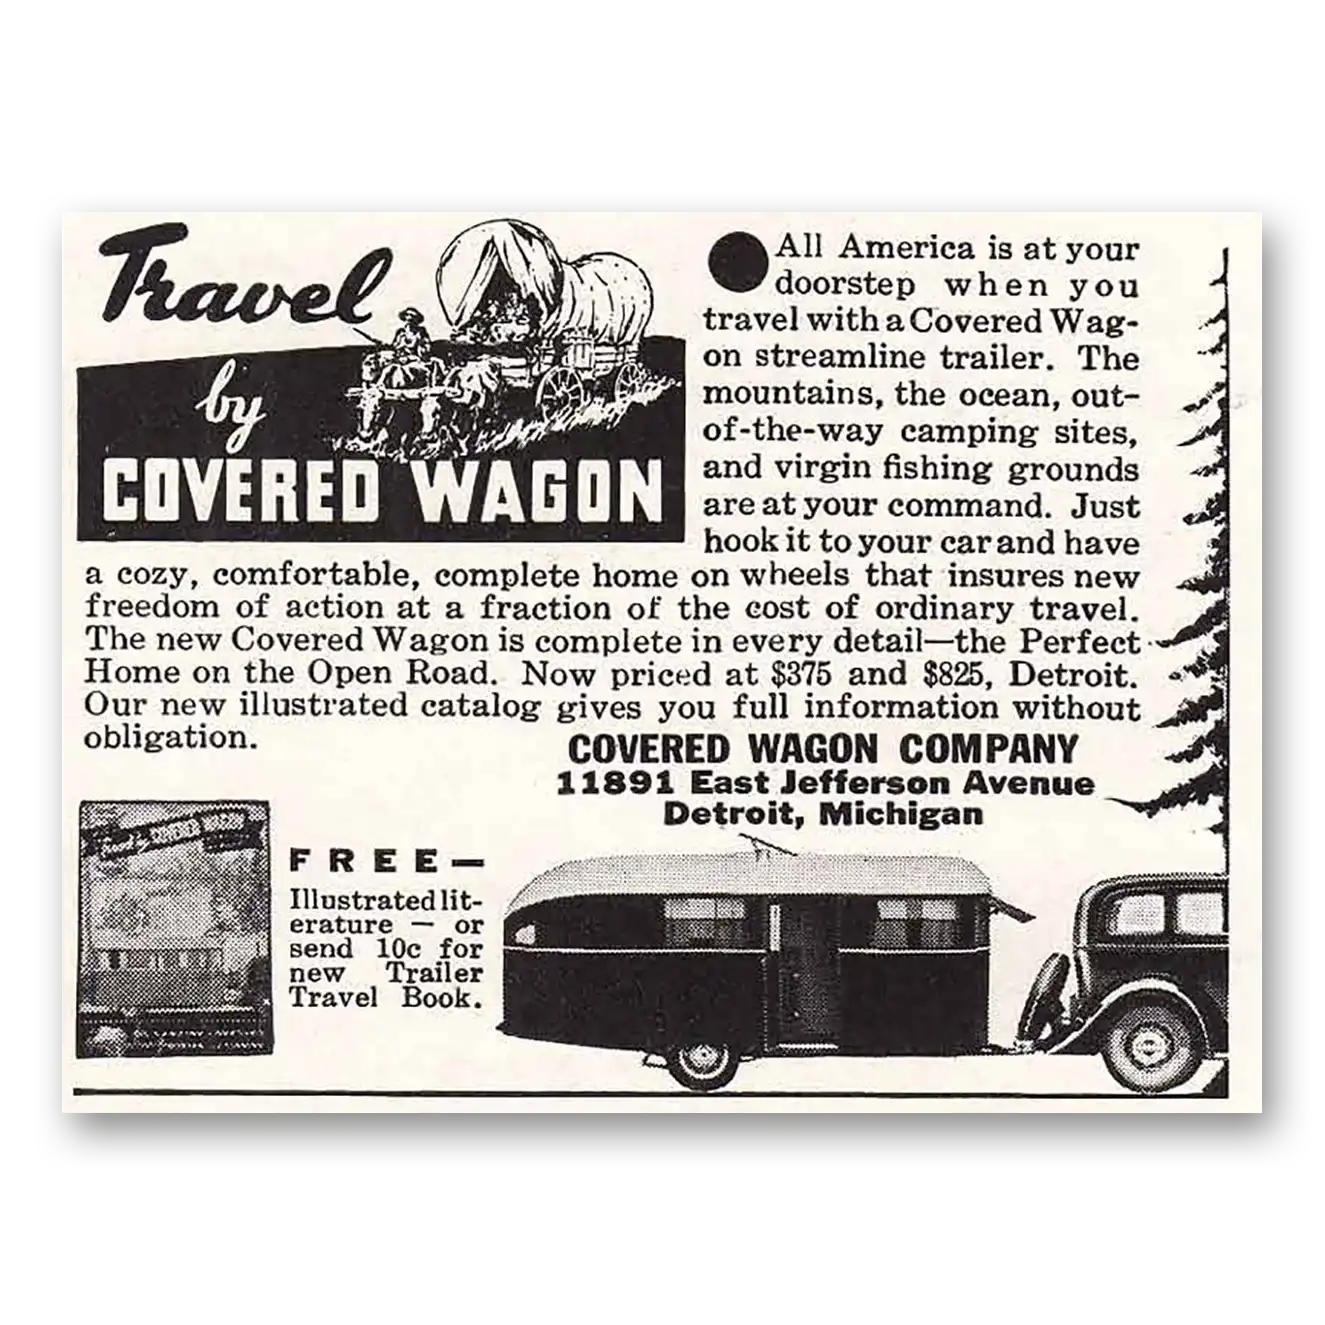 Travel
by
COVERED WAGON
All America is at your
doorstep when you
travel with a Covered Wag-
on streamline trailer. The
mountains, the ocean, out-
of-the-way camping sites,
and virgin fishing grounds
are at your command. Just
hook it to your car and have
a cozy, comfortable, complete home on wheels that insures new
freedom of action at a fraction of the cost of ordinary travel.
The new Covered Wagon is complete in every detail—the Perfect
Home on the Open Road. Now priced at $375 and $825, Detroit.
Our new illustrated catalog gives you full information without
obligation.
COVERED WAGON COMPANY
11891 East Jefferson Avenue
Detroit, Michigan
Travel by COVERED WAGON
FREE—
Illustrated lit-
erature — or
send 10c for
new Trailer
Travel Book.